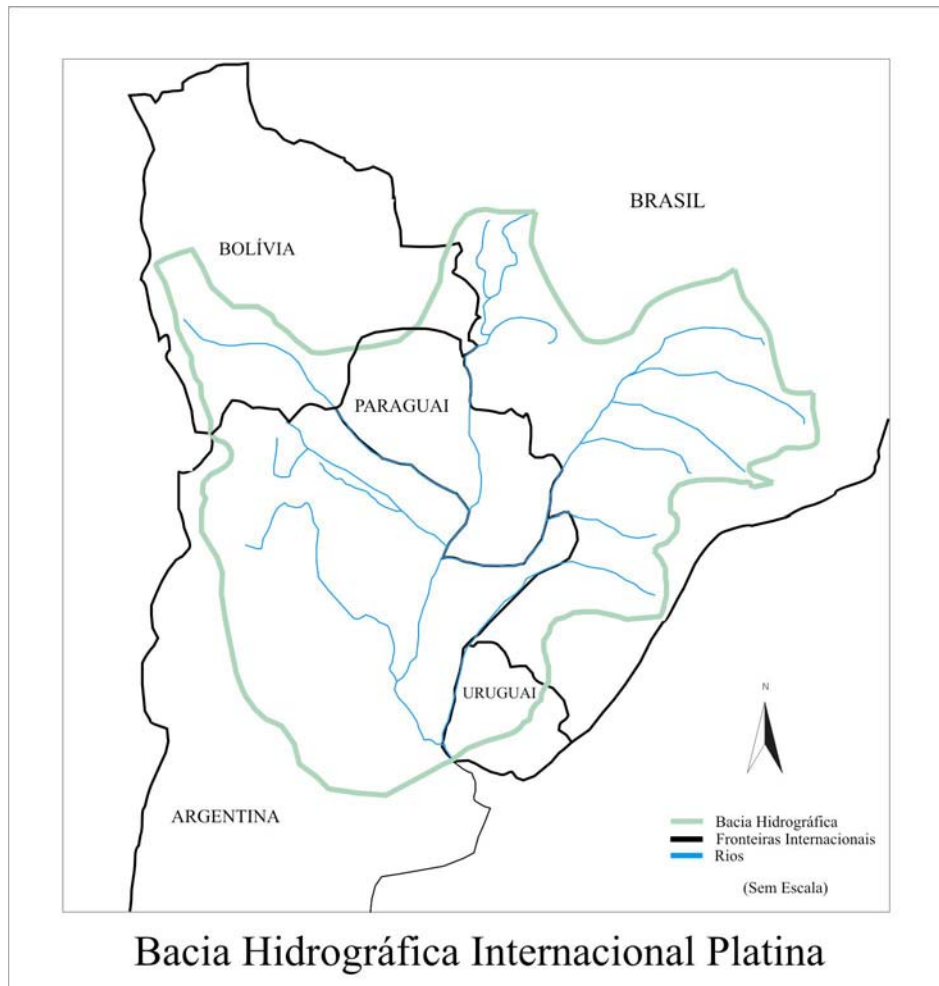 BRASIL
BOLÍVIA
PARAGUAI
URUGUAI
N
ARGENTINA
Bacia Hidrográfica
Fronteiras Internacionais
Rios
(Sem Escala)
Bacia Hidrográfica Internacional Platina